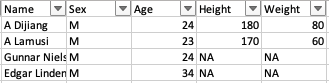 Name Sex Age Height Weight
A Dijiang M 24 180 80
A Lamusi M 23 170 60
Gunnar Niels M 24 NA NA
Edgar Linden M 34 NA NA